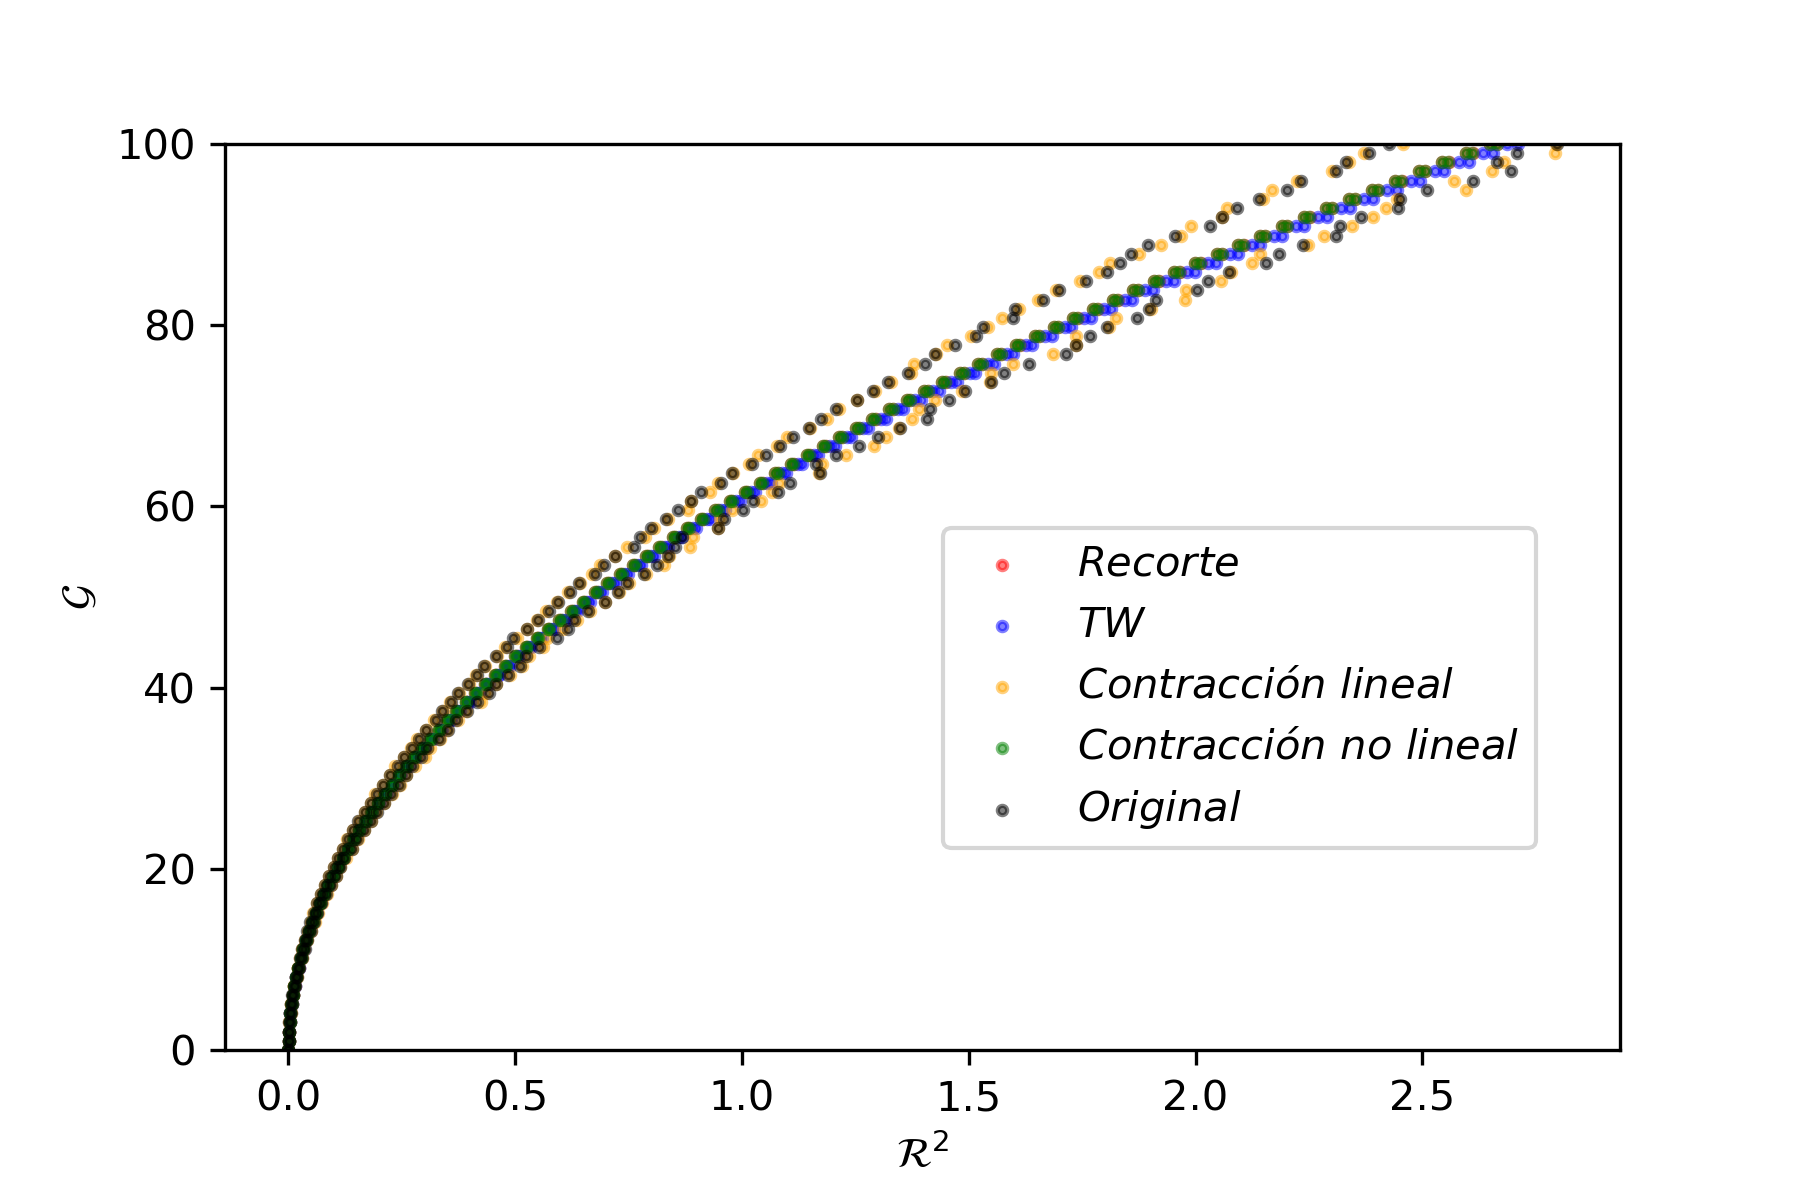 100
80
60
40
20
0
𝒢
0.0 0.5 1.0 1.5 2.0 2.5
ℛ²
Recorte
TW
Contracción lineal
Contracción no lineal
Original